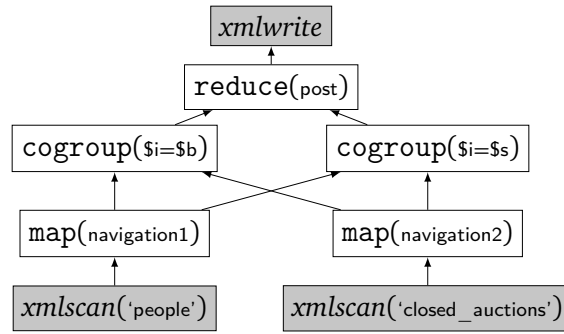 xmlwrite
reduce(post)
cogroup($i=$b) cogroup($i=$s)
map(navigation1) map(navigation2)
xmlscan(‘people’) xmlscan(‘closed_auctions’)